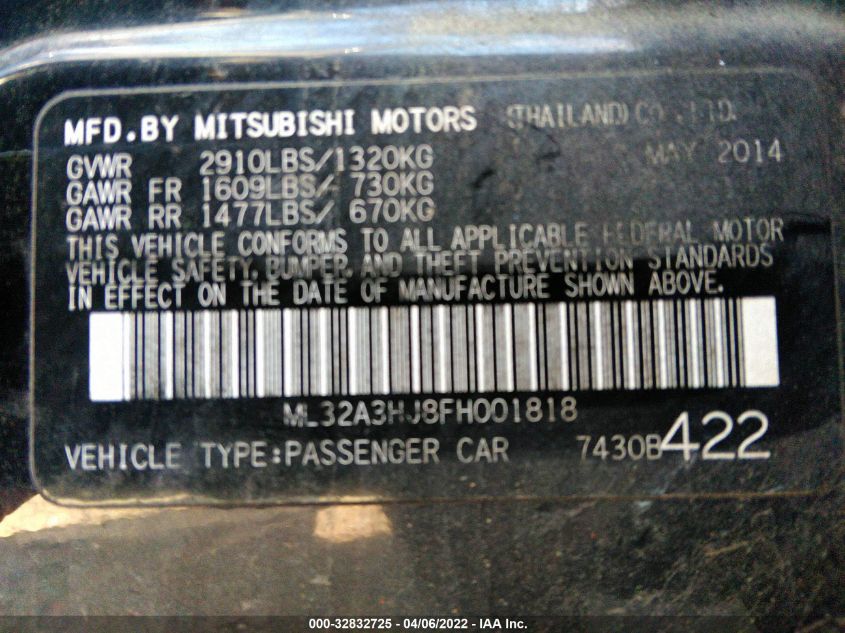 MFD.BY MITSUBISHI MOTORS (THAILAND) CO.,LTD.
GVWR 2910LBS/1320KG MAY 2014
GAWR FR 1609LBS/ 730KG
GAWR RR 1477LBS/ 670KG
THIS VEHICLE CONFORMS TO ALL APPLICABLE FEDERAL MOTOR
VEHICLE SAFETY, BUMPER, AND THEFT PREVENTION STANDARDS
IN EFFECT ON THE DATE OF MANUFACTURE SHOWN ABOVE.
ML32A3HJ8FH001818
VEHICLE TYPE:PASSENGER CAR 7430B422
000-32832725 - 04/06/2022 - IAA Inc.